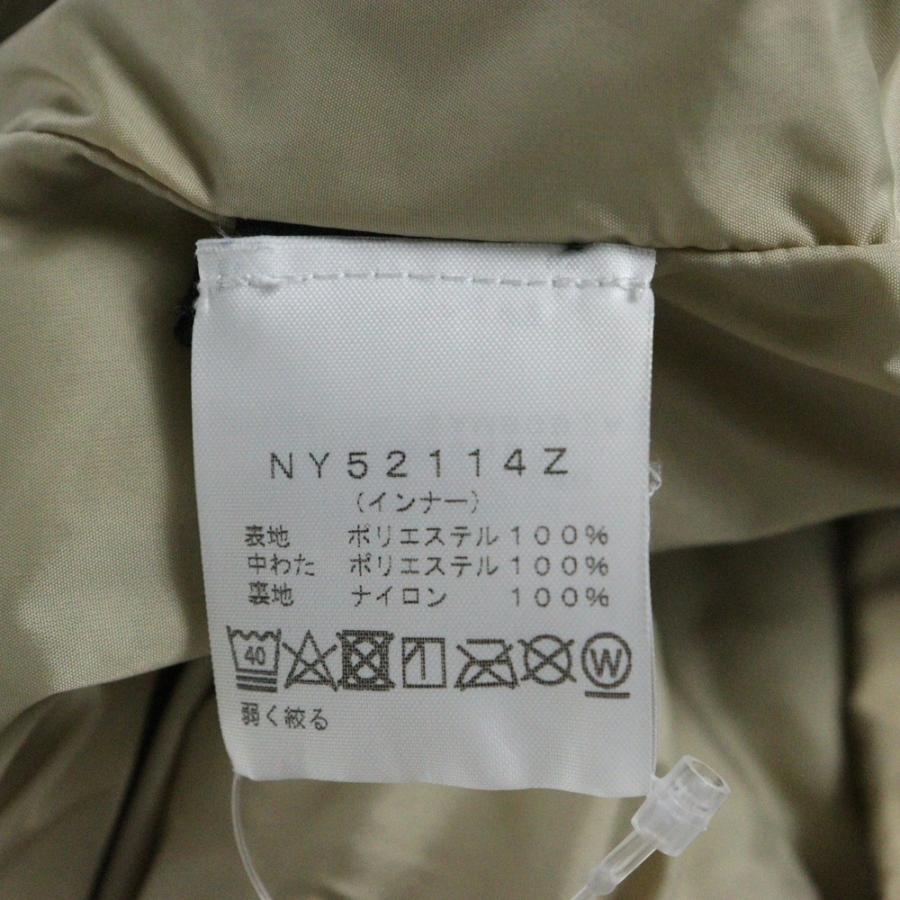 NY52114Z
(インナー)
表地 ポリエステル100%
中わた ポリエステル100%
裏地 ナイロン 100%
40 W
弱く絞る